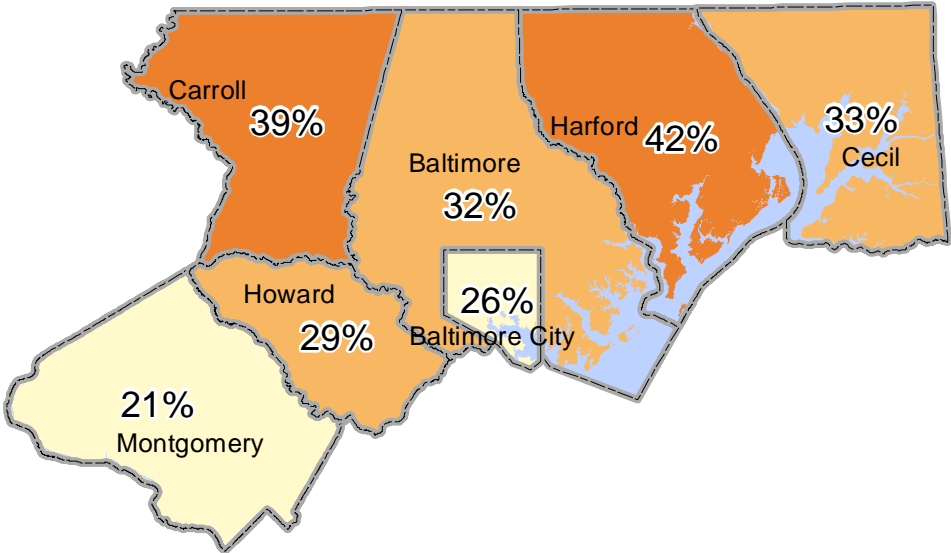 Carroll
39%
Harford
42%
33%
Cecil
Baltimore
32%
Howard
29%
26%
Baltimore City
21%
Montgomery